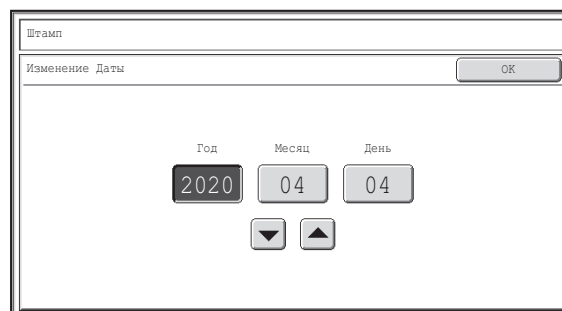 Штамп
Изменение Даты
OK
Год Месяц День
2020 04 04